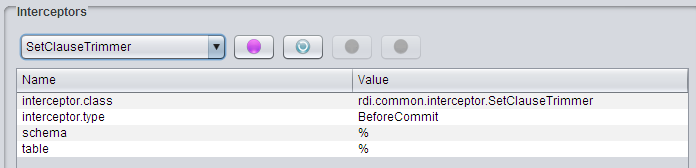 Interceptors
SetClauseTrimmer
Name Value
interceptor.class rdi.common.interceptor.SetClauseTrimmer
interceptor.type BeforeCommit
schema %
table %